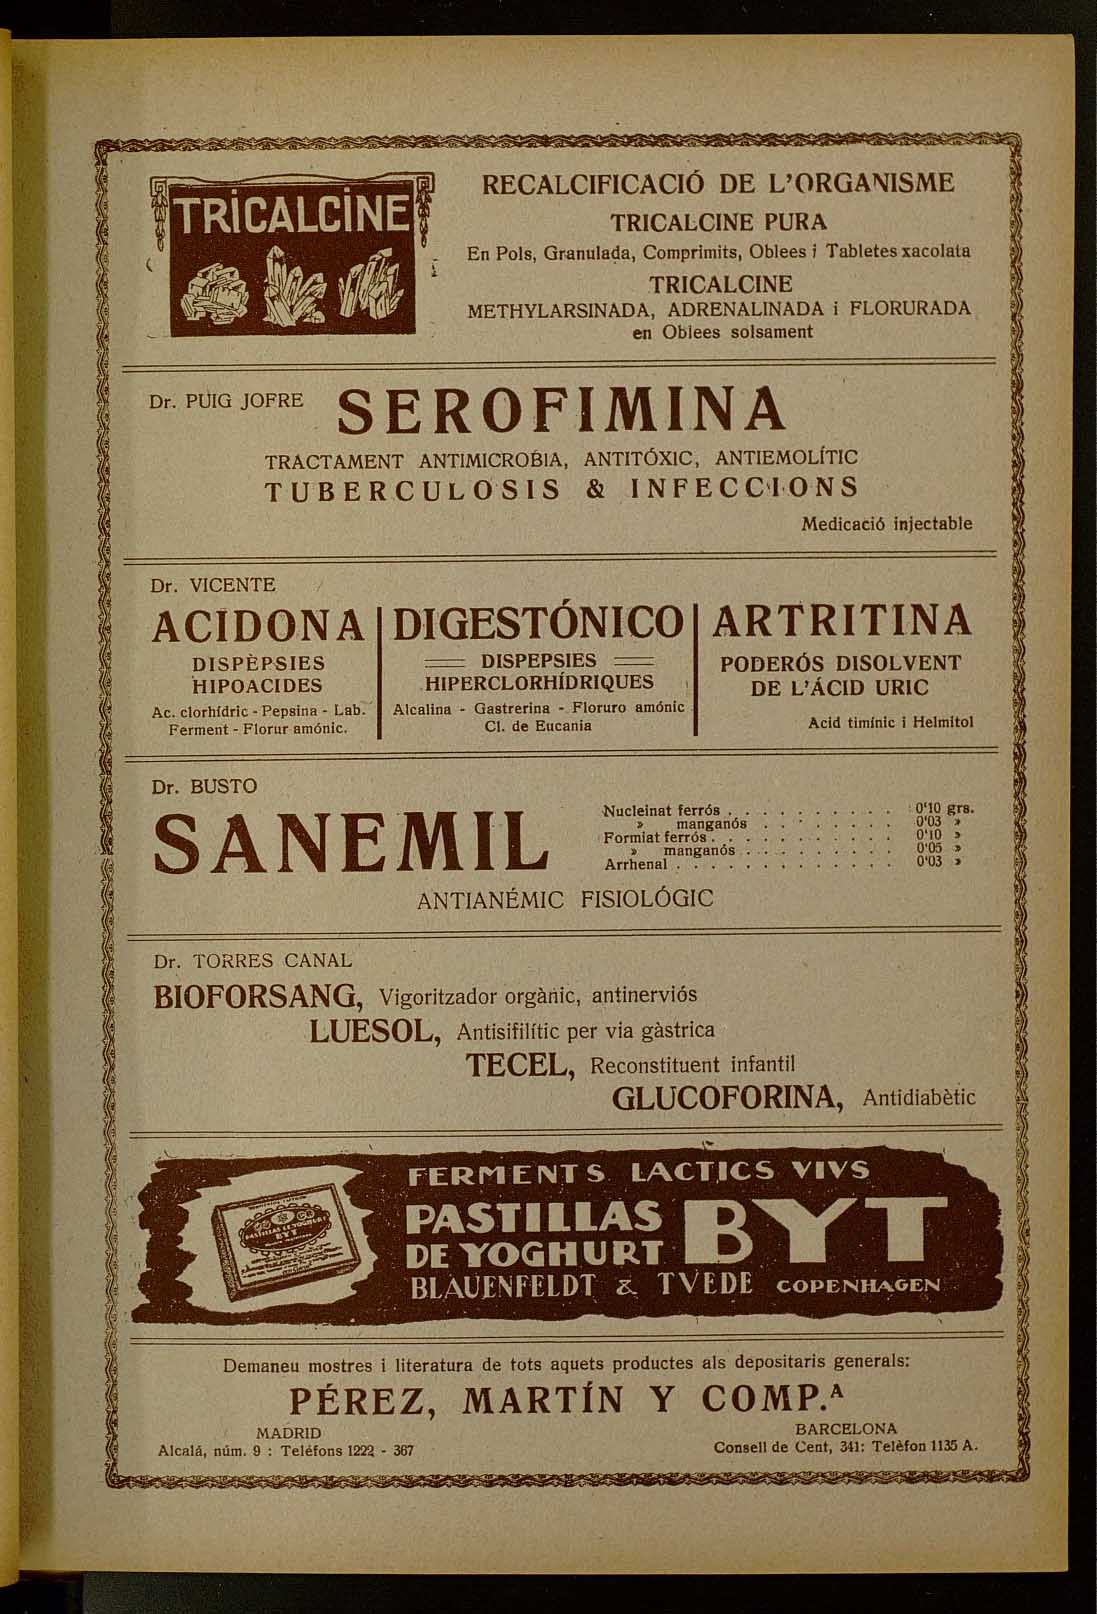 TRICALCINE
RECALCIFICACIÓ DE L'ORGANISME
TRICALCINE PURA
En Pols, Granulada, Comprimits, Oblees i Tabletes xacolata
TRICALCINE
METHYLARSINADA, ADRENALINADA i FLORURADA
en Oblees solsament
Dr. PUIG JOFRE
SEROFIMINA
TRACTAMENT ANTIMICROBIA, ANTITÓXIC, ANTIEMOLÍTIC
TUBERCULOSIS & INFECCIONS
Medicació injectable
Dr. VICENTE
ACIDONA
DISPÈPSIES
HIPOACIDES
Ac. clorhídric - Pepsina - Lab.
Ferment - Florur amónic.
DIGESTÓNICO
DISPEPSIES
HIPERCLORHÍDRIQUES
Alcalina - Gastrerina - Floruro amónic
Cl. de Eucania
ARTRITINA
PODERÓS DISOLVENT
DE L'ÁCID URIC
Acid timínic i Helmitol
Dr. BUSTO
SANEMIL
Nucleinat ferrós . . . . . . . . . . 0'10 grs.
» manganós . . . . . . . . 0'03 »
Formiat ferrós . . . . . . . . . . . 0'10 »
» manganós . . . . . . . . . 0'05 »
Arrhenal . . . . . . . . . . . . . 0'03 »
ANTIANÉMIC FISIOLÓGIC
Dr. TORRES CANAL
BIOFORSANG, Vigoritzador orgànic, antinerviós
LUESOL, Antisifilític per via gàstrica
TECEL, Reconstituent infantil
GLUCOFORINA, Antidiabètic
FERMENTS LACTICS VIVS
PASTILLAS
DE YOGHURT
BYT
BLAUENFELDT & TVEDE COPENHAGEN
Demaneu mostres i literatura de tots aquets productes als depositaris generals:
PÉREZ, MARTÍN Y COMP.A
MADRID
Alcalá, núm. 9 : Teléfons 1222 - 367
BARCELONA
Consell de Cent, 341: Telèfon 1135 A.